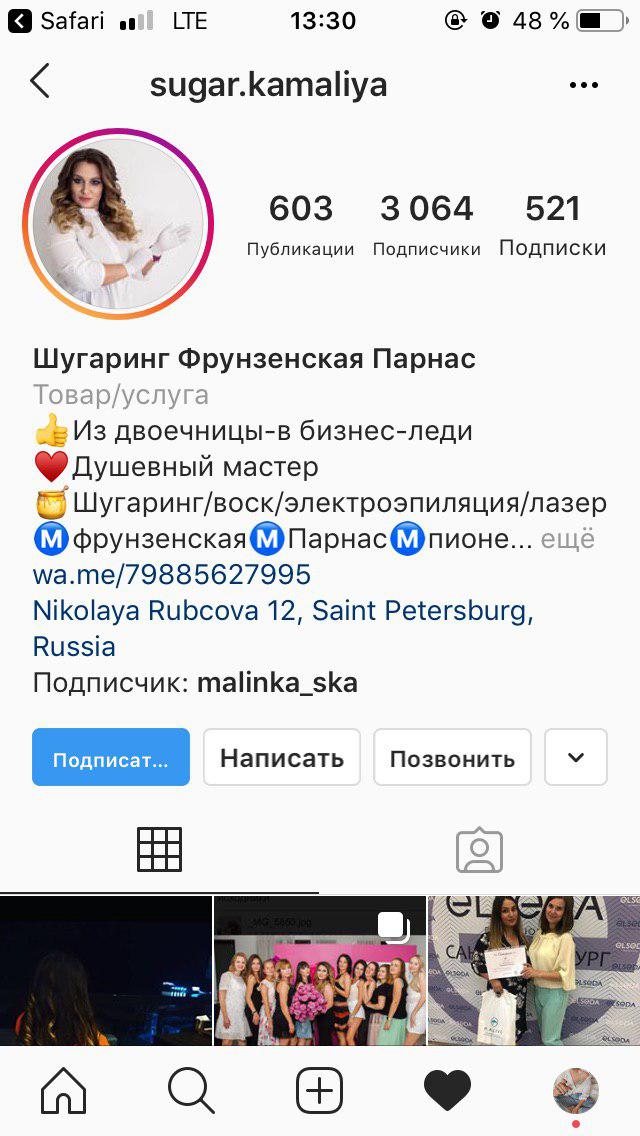 Safari LTE 13:30 48 %
sugar.kamaliya
603 3 064 521
Публикации Подписчики Подписки
Шугаринг Фрунзенская Парнас
Товар/услуга
👍Из двоечницы-в бизнес-леди
❤️Душевный мастер
🍯Шугаринг/воск/электроэпиляция/лазер
Ⓜ️фрунзенскаяⓂ️ПарнасⓂ️пионе... ещё
wa.me/79885627995
Nikolaya Rubcova 12, Saint Petersburg,
Russia
Подписчик: malinka_ska
Подписат... Написать Позвонить
ELSEDA
ELSEDA